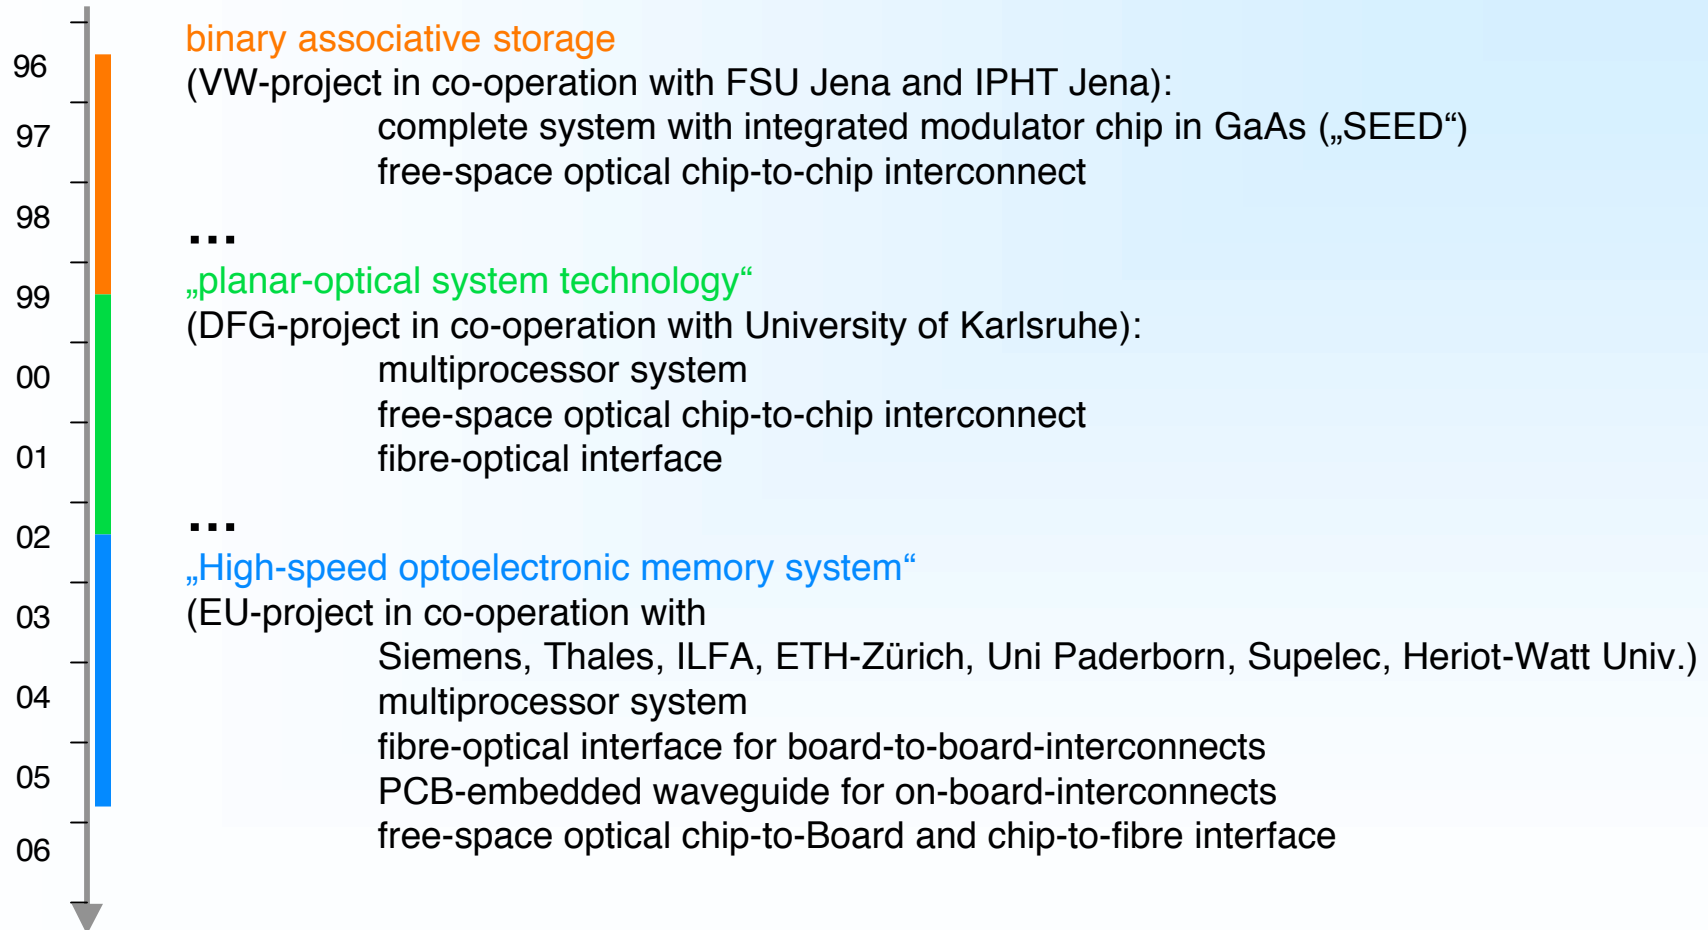 96
97
98
99
00
01
02
03
04
05
06
binary associative storage
(VW-project in co-operation with FSU Jena and IPHT Jena):
complete system with integrated modulator chip in GaAs („SEED“)
free-space optical chip-to-chip interconnect
...
„planar-optical system technology“
(DFG-project in co-operation with University of Karlsruhe):
multiprocessor system
free-space optical chip-to-chip interconnect
fibre-optical interface
...
„High-speed optoelectronic memory system“
(EU-project in co-operation with
Siemens, Thales, ILFA, ETH-Zürich, Uni Paderborn, Supelec, Heriot-Watt Univ.)
multiprocessor system
fibre-optical interface for board-to-board-interconnects
PCB-embedded waveguide for on-board-interconnects
free-space optical chip-to-Board and chip-to-fibre interface